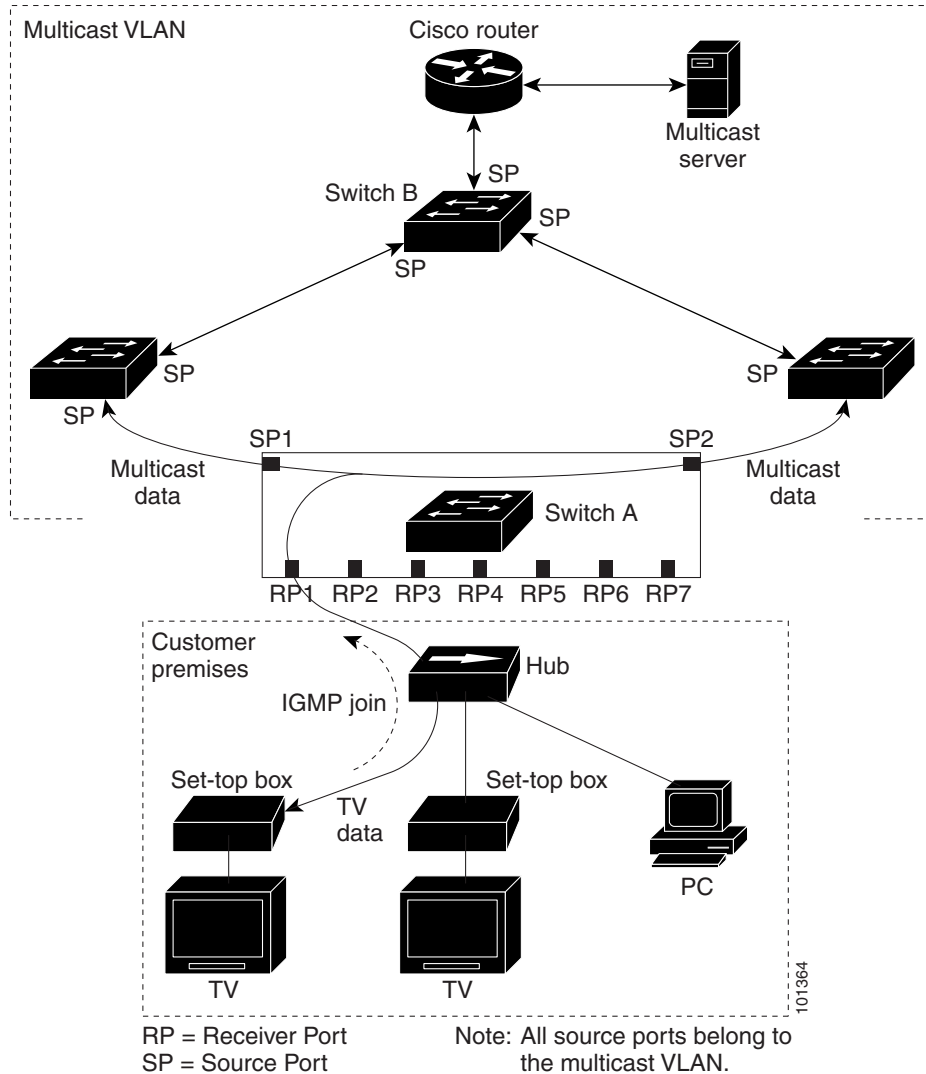 Multicast VLAN
Cisco router
Multicast
server
SP
Switch B
SP
SP
SP
SP
SP
SP1
SP2
Multicast
data
Multicast
data
Switch A
RP1 RP2 RP3 RP4 RP5 RP6 RP7
Customer
premises
Hub
IGMP join
Set-top box
Set-top box
TV
data
PC
TV
TV
101364
RP = Receiver Port
SP = Source Port
Note: All source ports belong to
the multicast VLAN.